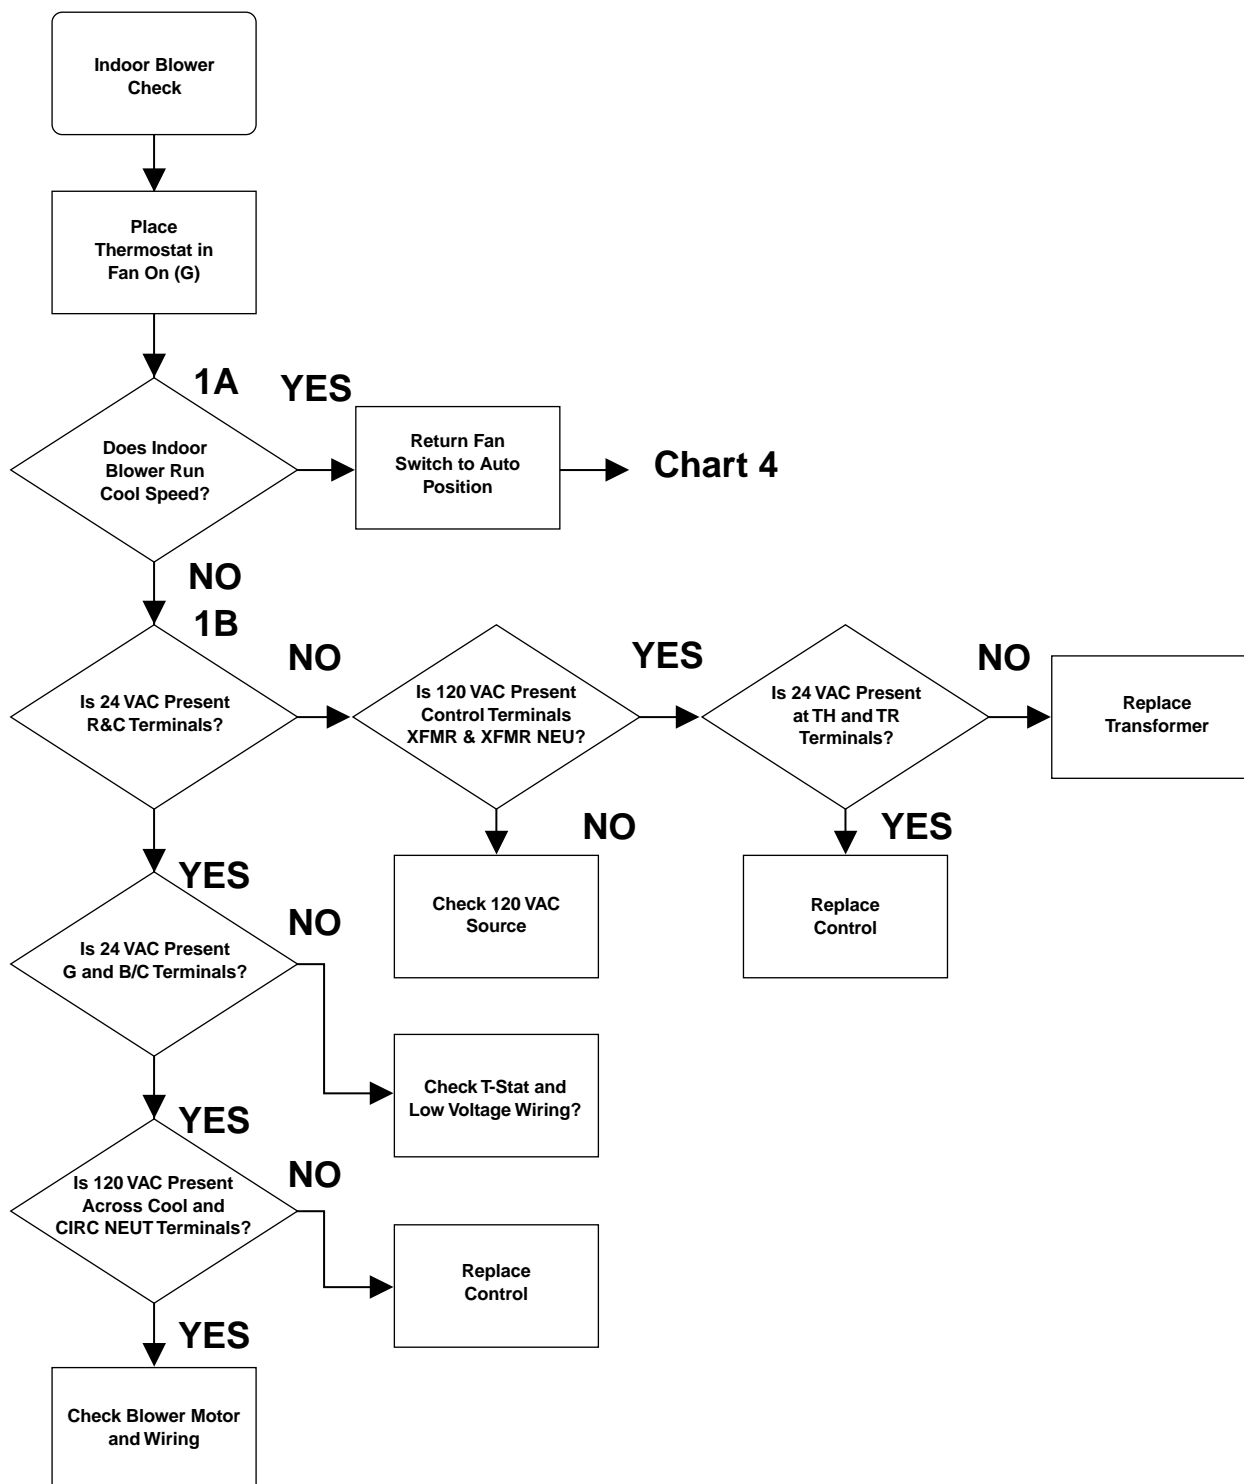 Indoor Blower
Check
Place
Thermostat in
Fan On (G)
1A
YES
Does Indoor
Blower Run
Cool Speed?
Return Fan
Switch to Auto
Position
Chart 4
NO
1B
Is 24 VAC Present
R&C Terminals?
NO
Is 120 VAC Present
Control Terminals
XFMR & XFMR NEU?
YES
Is 24 VAC Present
at TH and TR
Terminals?
NO
Replace
Transformer
YES
NO
YES
Is 24 VAC Present
G and B/C Terminals?
NO
Check 120 VAC
Source
Replace
Control
Check T-Stat and
Low Voltage Wiring?
YES
Is 120 VAC Present
Across Cool and
CIRC NEUT Terminals?
NO
Replace
Control
YES
Check Blower Motor
and Wiring